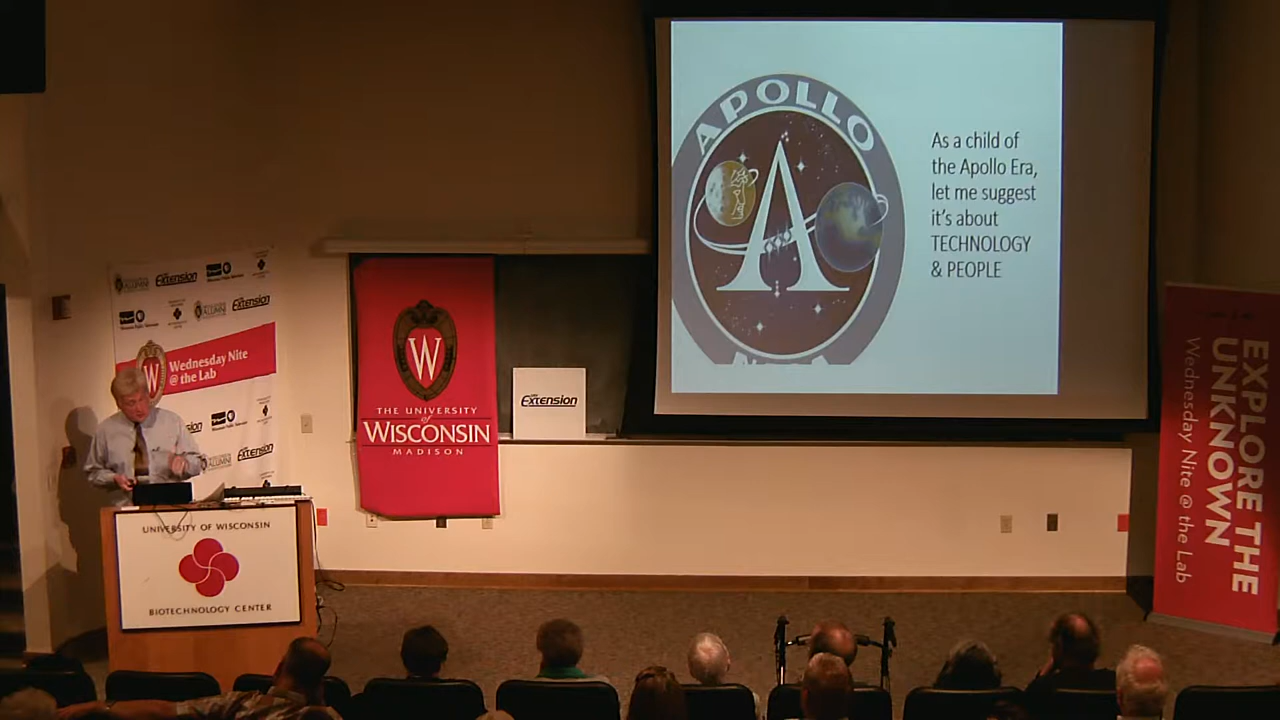 APOLLO
NASA
A
As a child of
the Apollo Era,
let me suggest
it's about
TECHNOLOGY
& PEOPLE
Extension
Extension
W
Wednesday Nite
@ the Lab
Extension
W
THE UNIVERSITY
of
WISCONSIN
MADISON
Extension
UNIVERSITY OF WISCONSIN
BIOTECHNOLOGY CENTER
EXPLORE THE
UNKNOWN
Wednesday Nite @ the Lab